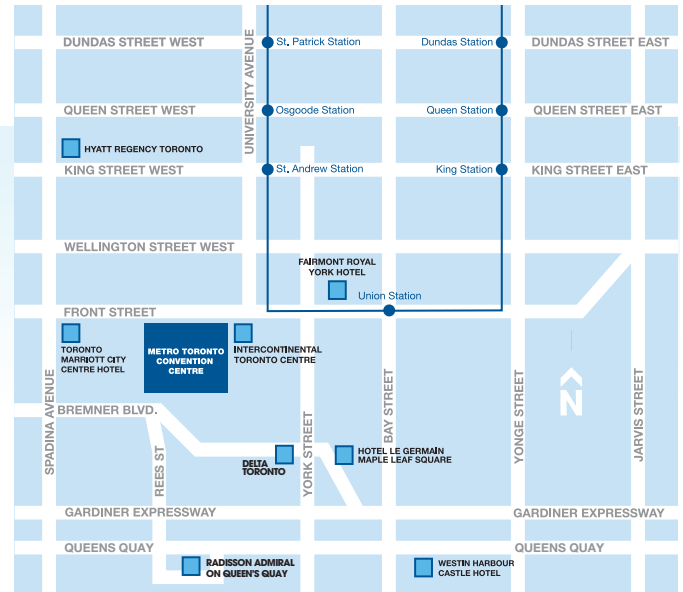 DUNDAS STREET WEST
St. Patrick Station
Dundas Station
DUNDAS STREET EAST
UNIVERSITY AVENUE
QUEEN STREET WEST
Osgoode Station
Queen Station
QUEEN STREET EAST
HYATT REGENCY TORONTO
KING STREET WEST
St. Andrew Station
King Station
KING STREET EAST
WELLINGTON STREET WEST
FAIRMONT ROYAL
YORK HOTEL
Union Station
FRONT STREET
TORONTO
MARRIOTT CITY
CENTRE HOTEL
METRO TORONTO
CONVENTION
CENTRE
INTERCONTINENTAL
TORONTO CENTRE
N
SPADINA AVENUE
BREMNER BLVD.
REES ST
YORK STREET
BAY STREET
YONGE STREET
JARVIS STREET
DELTA
TORONTO
HOTEL LE GERMAIN
MAPLE LEAF SQUARE
GARDINER EXPRESSWAY
GARDINER EXPRESSWAY
QUEENS QUAY
QUEENS QUAY
RADISSON ADMIRAL
ON QUEEN'S QUAY
WESTIN HARBOUR
CASTLE HOTEL